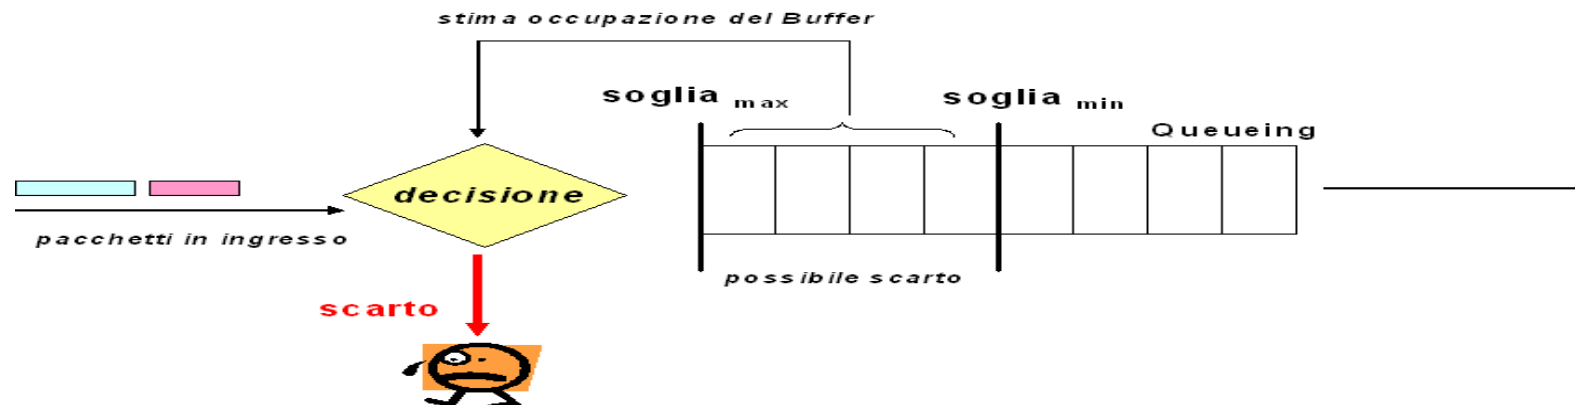 stima occupazione del Buffer
soglia max
soglia min
Queueing
decisione
pacchetti in ingresso
possibile scarto
scarto